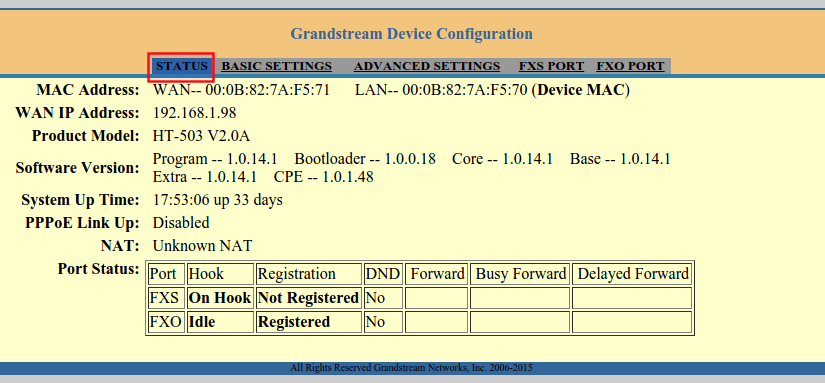 Grandstream Device Configuration
STATUS BASIC SETTINGS ADVANCED SETTINGS FXS PORT FXO PORT
MAC Address: WAN-- 00:0B:82:7A:F5:71 LAN-- 00:0B:82:7A:F5:70 (Device MAC)
WAN IP Address: 192.168.1.98
Product Model: HT-503 V2.0A
Software Version: Program -- 1.0.14.1 Bootloader -- 1.0.0.18 Core -- 1.0.14.1 Base -- 1.0.14.1
Extra -- 1.0.14.1 CPE -- 1.0.1.48
System Up Time: 17:53:06 up 33 days
PPPoE Link Up: Disabled
NAT: Unknown NAT
Port Status: Port Hook Registration DND Forward Busy Forward Delayed Forward
FXS On Hook Not Registered No
FXO Idle Registered No
All Rights Reserved Grandstream Networks, Inc. 2006-2015